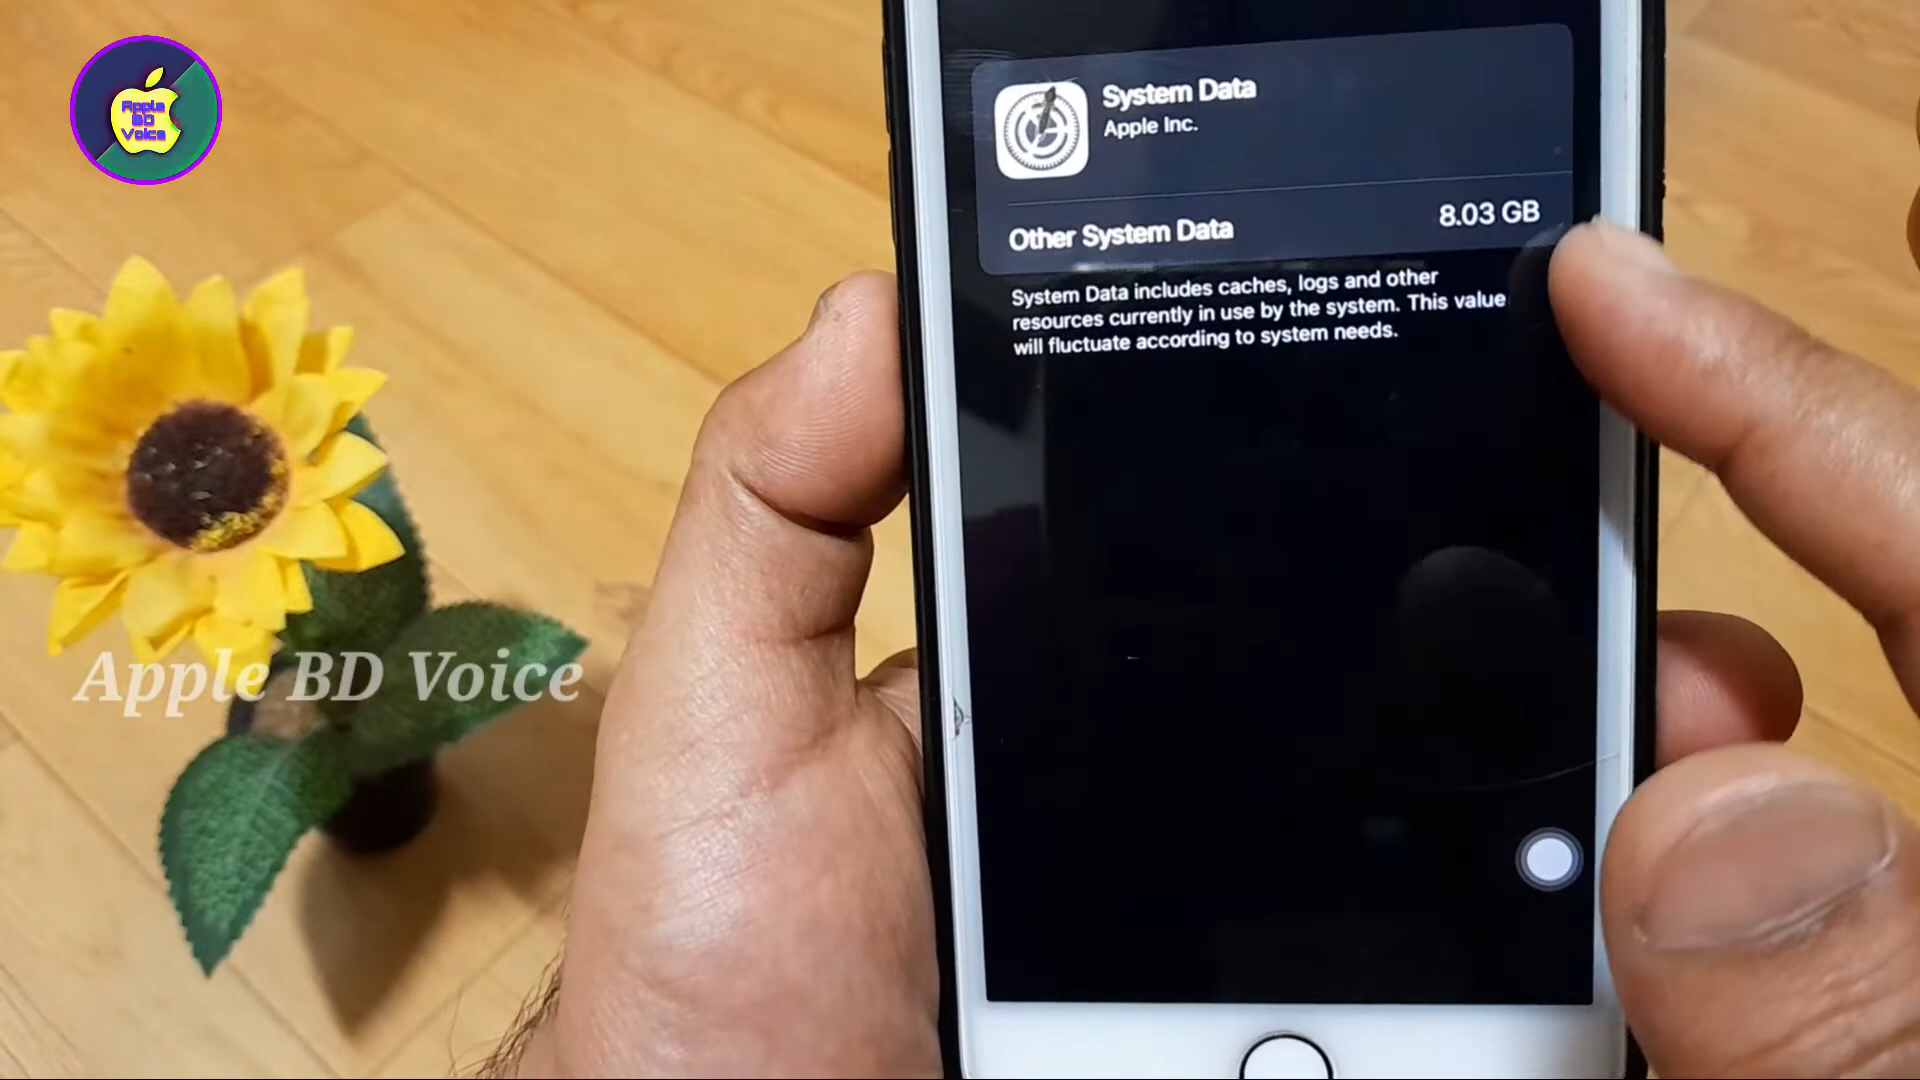 Apple
BD
Voice
System Data
Apple Inc.
Other System Data
8.03 GB
System Data includes caches, logs and other
resources currently in use by the system. This value
will fluctuate according to system needs.
Apple BD Voice